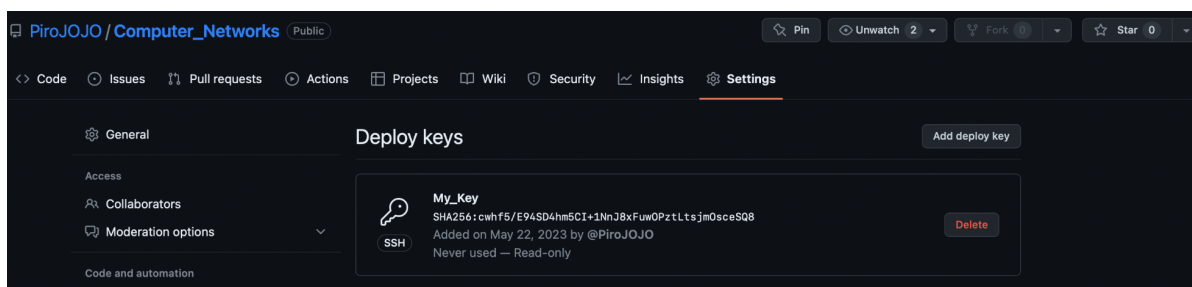 PiroJOJO / Computer_Networks Public Pin Unwatch 2 Fork 0 Star 0
Code Issues Pull requests Actions Projects Wiki Security Insights Settings
General
Access
Collaborators
Moderation options
Code and automation
Deploy keys Add deploy key
My_Key
SHA256:cwhf5/E94SD4hm5CI+1NnJ8xFuwOPztLtsjmOsceSQ8
SSH
Added on May 22, 2023 by @PiroJOJO
Never used — Read-only
Delete